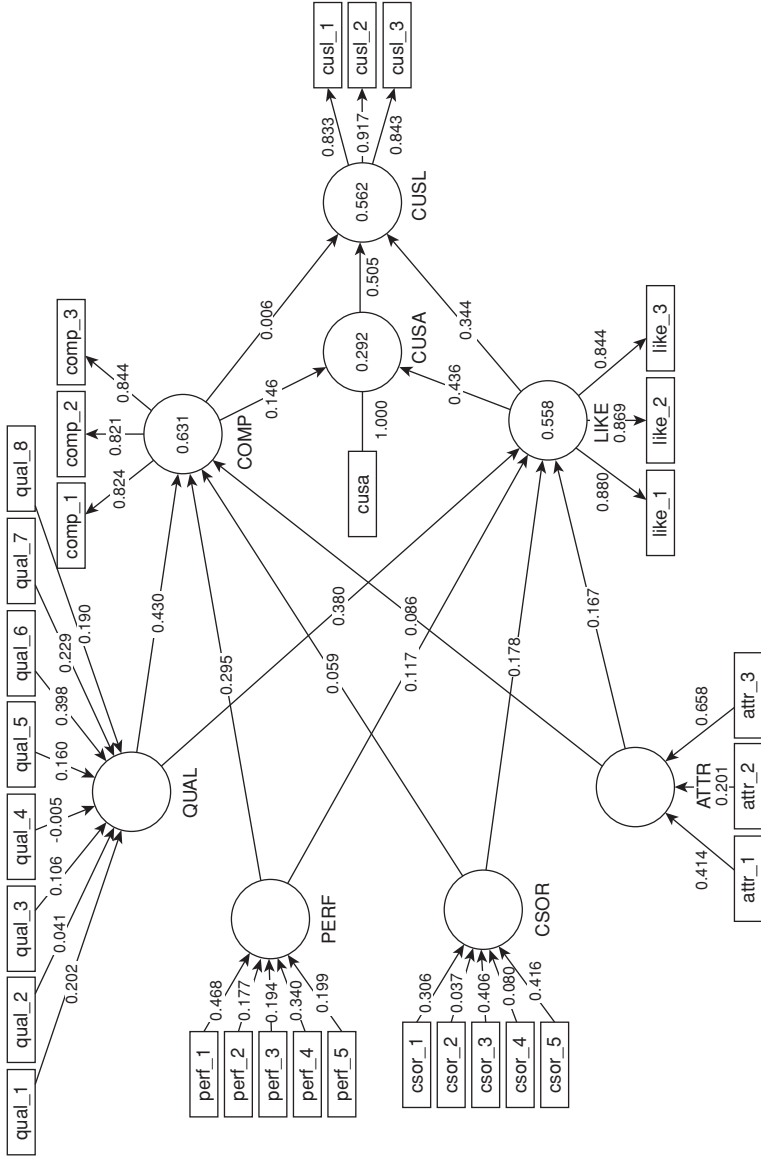 qual_1
qual_2
qual_3
qual_4
qual_5
qual_6
qual_7
qual_8
0.202
0.041
0.106
-0.005
0.160
0.398
0.229
0.190
QUAL
comp_1
comp_2
comp_3
0.824
0.821
0.844
0.631
COMP
0.430
0.295
0.059
0.086
0.006
0.146
perf_1
perf_2
perf_3
perf_4
perf_5
0.468
0.177
0.194
0.340
0.199
PERF
0.380
0.117
0.178
0.167
cusa
1.000
0.292
CUSA
0.505
0.562
CUSL
0.833
0.917
0.843
cusl_1
cusl_2
cusl_3
0.436
0.344
csor_1
csor_2
csor_3
csor_4
csor_5
0.306
0.037
0.406
0.080
0.416
CSOR
0.558
LIKE
0.880
0.869
0.844
like_1
like_2
like_3
ATTR
0.414
0.201
0.658
attr_1
attr_2
attr_3